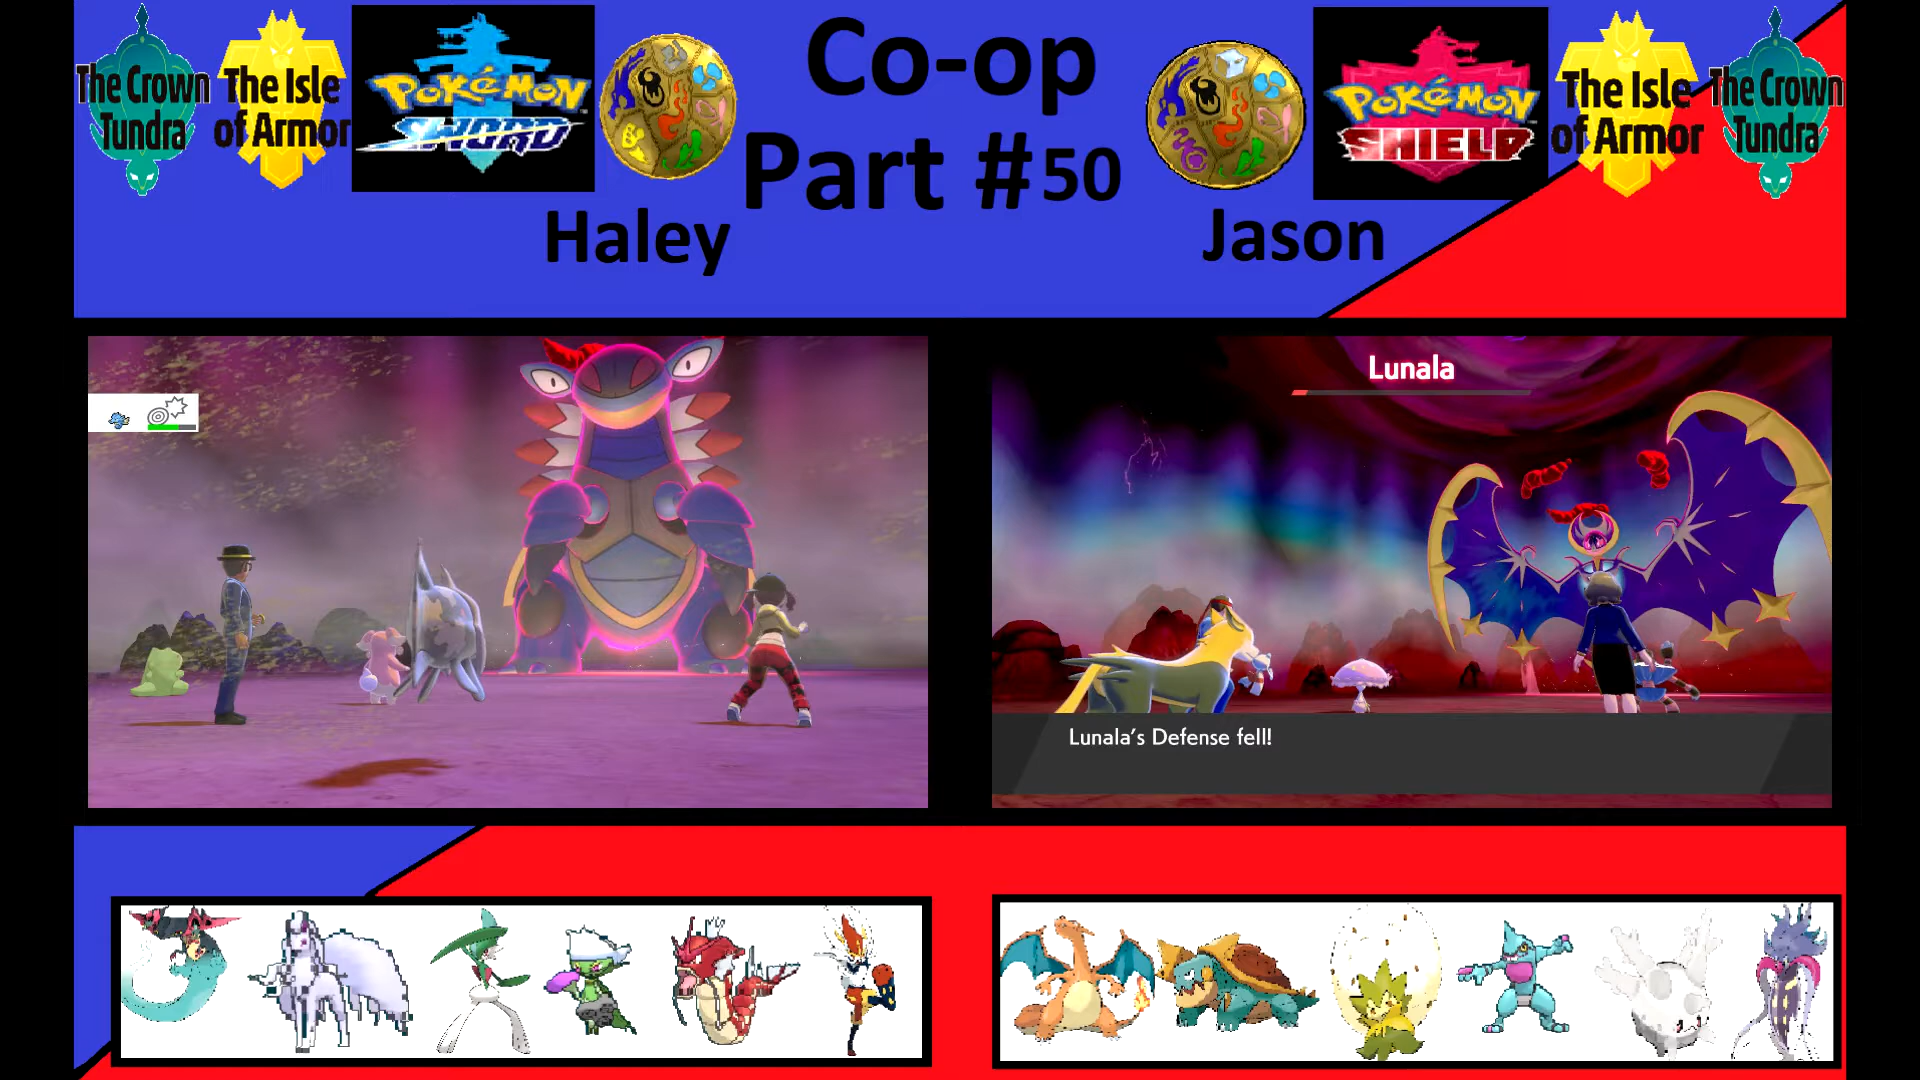 The Crown
Tundra
The Isle
of Armor
POKÉMON
SWORD
Co-op
Part #50
POKÉMON
SHIELD
The Isle
of Armor
The Crown
Tundra
Haley
Jason
Lunala
Lunala's Defense fell!